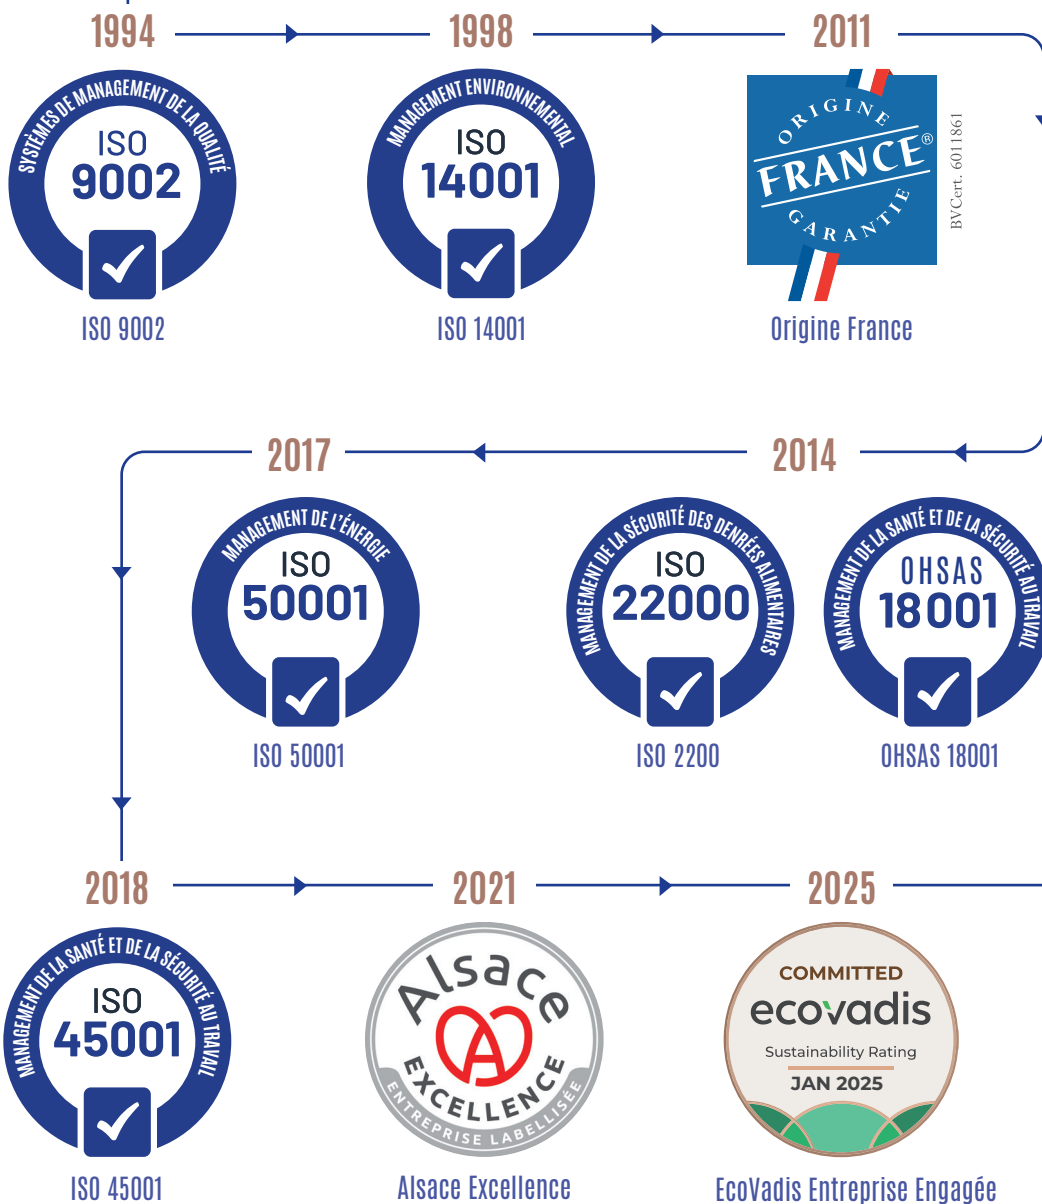 1994
1998
2011
SYSTÈMES DE MANAGEMENT DE LA QUALITÉ
ISO
9002
ISO 9002
MANAGEMENT ENVIRONNEMENTAL
ISO
14001
ISO 14001
ORIGINE
FRANCE®
GARANTIE
BVCert. 6011861
Origine France
2017
2014
MANAGEMENT DE L'ÉNERGIE
ISO
50001
ISO 50001
MANAGEMENT DE LA SÉCURITÉ DES DENRÉES ALIMENTAIRES
ISO
22000
ISO 2200
MANAGEMENT DE LA SANTÉ ET DE LA SÉCURITÉ AU TRAVAIL
OHSAS
18001
OHSAS 18001
2018
2021
2025
MANAGEMENT DE LA SANTÉ ET DE LA SÉCURITÉ AU TRAVAIL
ISO
45001
ISO 45001
Alsace
A
EXCELLENCE
ENTREPRISE LABELLISÉE
Alsace Excellence
COMMITTED
ecovadis
Sustainability Rating
JAN 2025
EcoVadis Entreprise Engagée